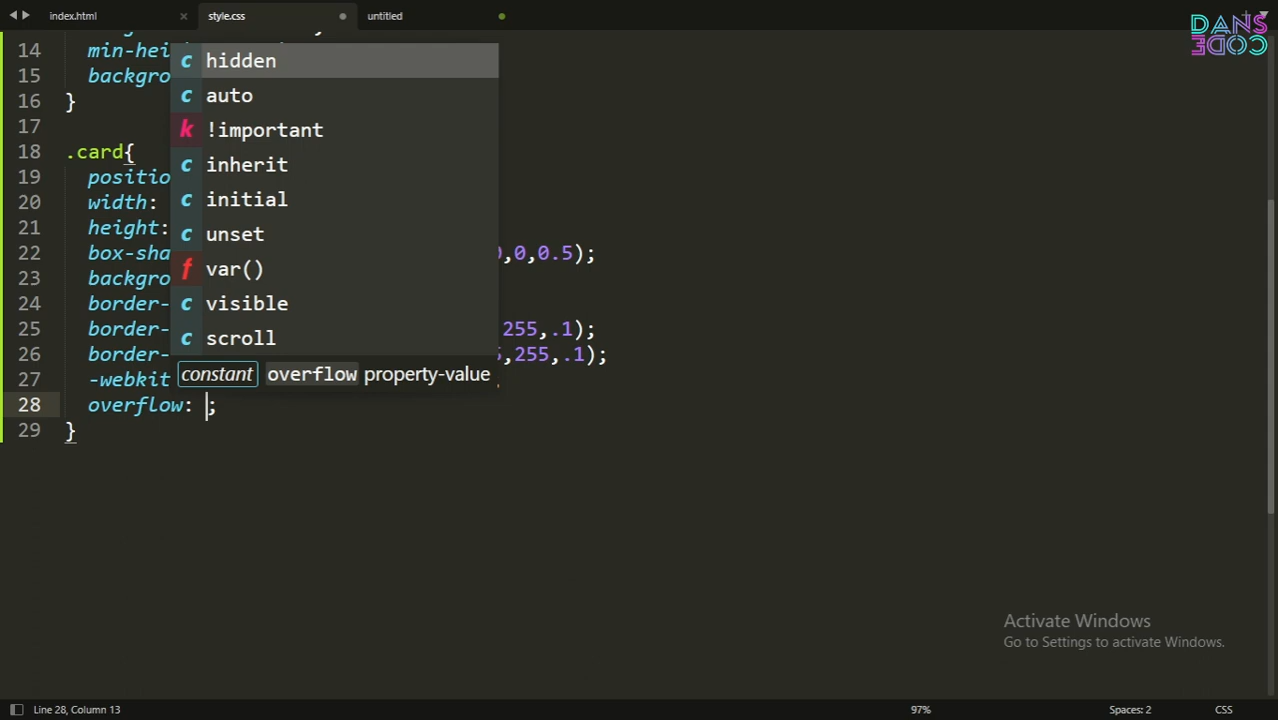 index.html × style.css untitled
DANS
CODE
14 min-hei
15 backgro
16 }
17
18 .card{
19 positio
20 width:
21 height:
22 box-sha 0,0.5);
23 backgro
24 border-
25 border- 255,.1);
26 border- 255,.1);
27 -webkit
28 overflow: ;
29 }
c hidden
c auto
k !important
c inherit
c initial
c unset
f var()
c visible
c scroll
constant overflow property-value
Activate Windows
Go to Settings to activate Windows.
Line 28, Column 13 97% Spaces: 2 CSS